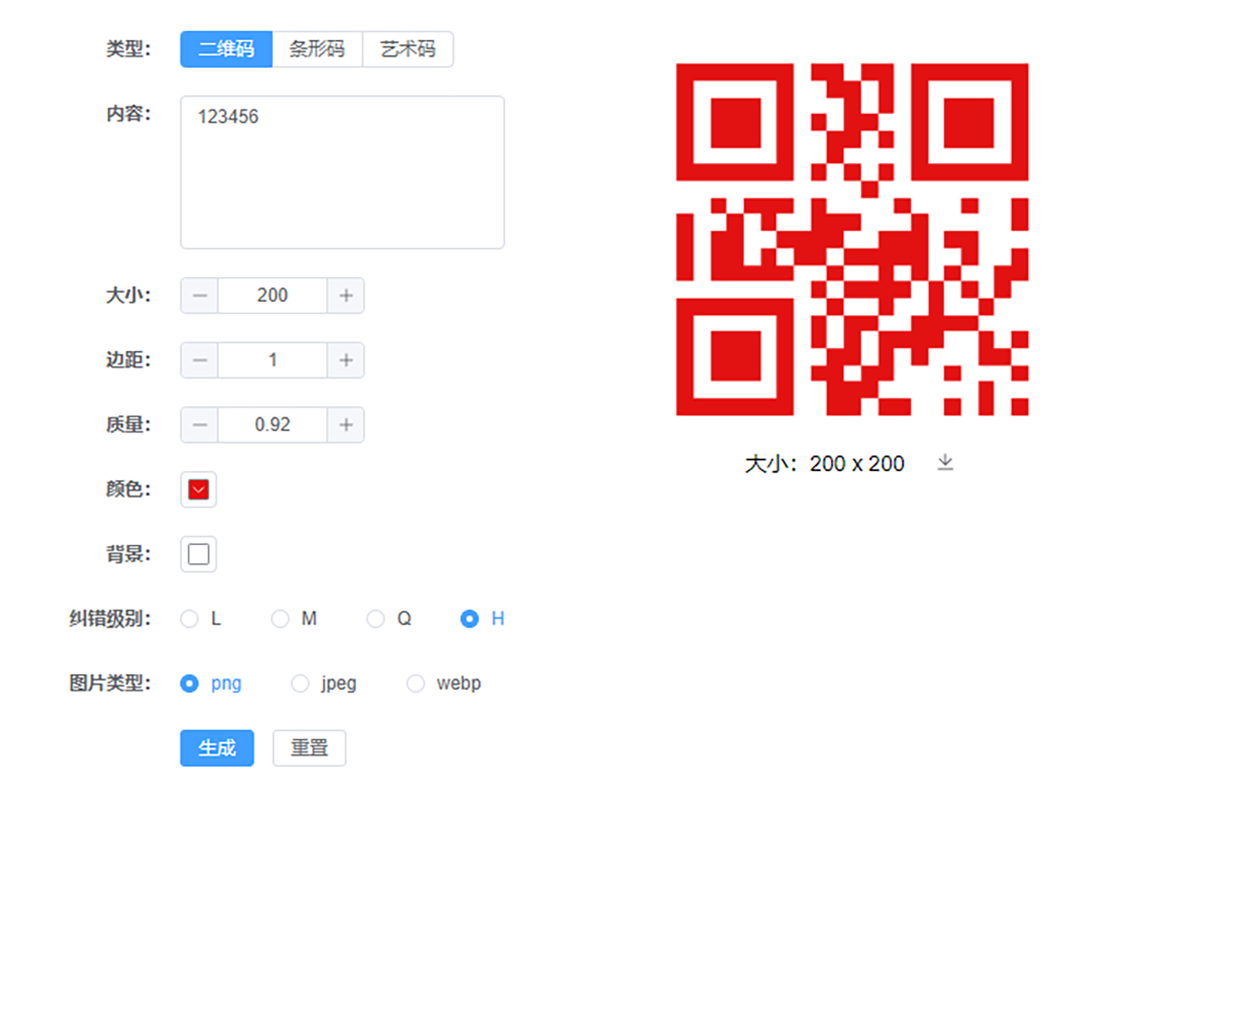 类型： 二维码 条形码 艺术码
内容： 123456
大小： 200
边距： 1
质量： 0.92
颜色：
背景：
纠错级别： L M Q H
图片类型： png jpeg webp
生成 重置
大小：200 x 200